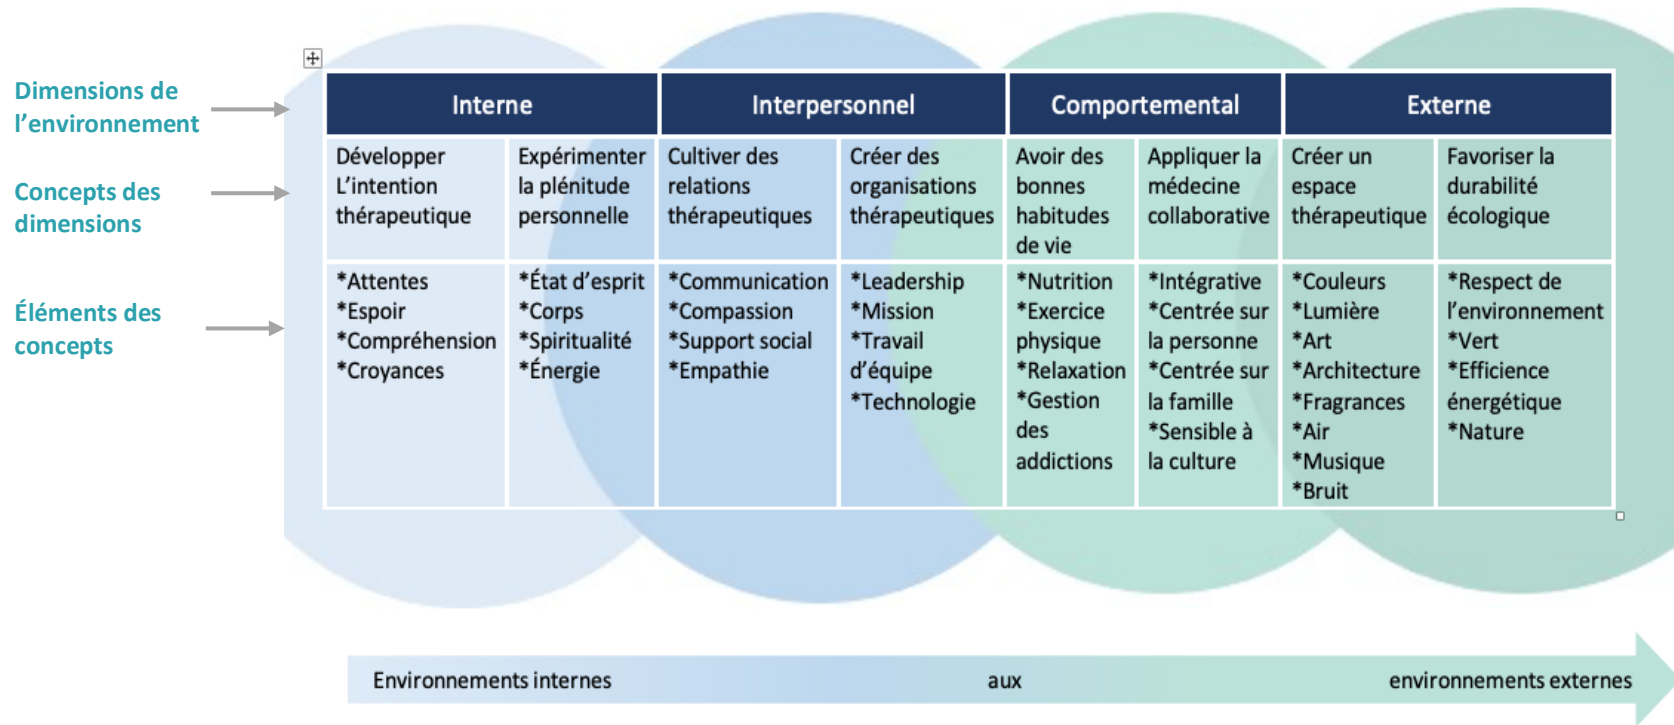 Dimensions de
l’environnement
Interne
Interpersonnel
Comportemental
Externe
Concepts des
dimensions
Développer
L’intention
thérapeutique
Expérimenter
la plénitude
personnelle
Cultiver des
relations
thérapeutiques
Créer des
organisations
thérapeutiques
Avoir des
bonnes
habitudes
de vie
Appliquer la
médecine
collaborative
Créer un
espace
thérapeutique
Favoriser la
durabilité
écologique
Éléments des
concepts
*Attentes
*Espoir
*Compréhension
*Croyances
*État d’esprit
*Corps
*Spiritualité
*Énergie
*Communication
*Compassion
*Support social
*Empathie
*Leadership
*Mission
*Travail
d’équipe
*Technologie
*Nutrition
*Exercice
physique
*Relaxation
*Gestion
des
addictions
*Intégrative
*Centrée sur
la personne
*Centrée sur
la famille
*Sensible à
la culture
*Couleurs
*Lumière
*Art
*Architecture
*Fragrances
*Air
*Musique
*Bruit
*Respect de
l’environnement
*Vert
*Efficience
énergétique
*Nature
Environnements internes aux environnements externes